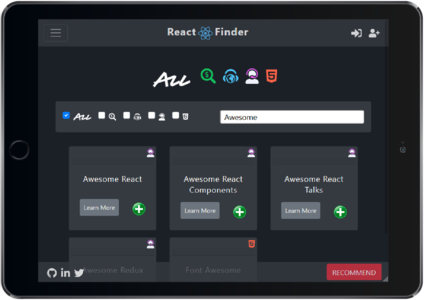 React Finder
ALL
ALL
Awesome
Awesome React
Learn More
Awesome React
Components
Learn More
Awesome React
Talks
Learn More
Awesome Redux
Font Awesome
RECOMMEND